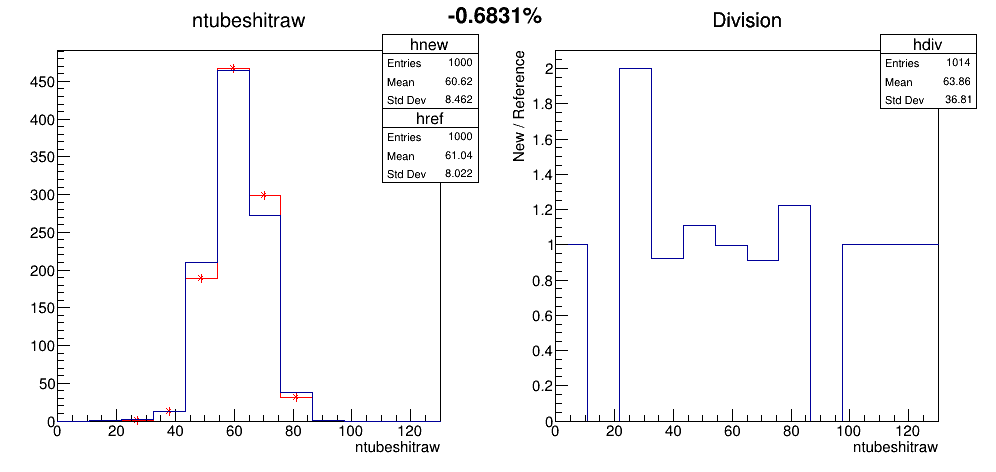 -0.6831%
ntubeshitraw
hnew
Entries 1000
Mean 60.62
Std Dev 8.462
href
Entries 1000
Mean 61.04
Std Dev 8.022
450
400
350
300
250
200
150
100
50
0
0 20 40 60 80 100 120
ntubeshitraw
Division
hdiv
Entries 1014
Mean 63.86
Std Dev 36.81
New / Reference
2
1.8
1.6
1.4
1.2
1
0.8
0.6
0.4
0.2
0
0 20 40 60 80 100 120
ntubeshitraw